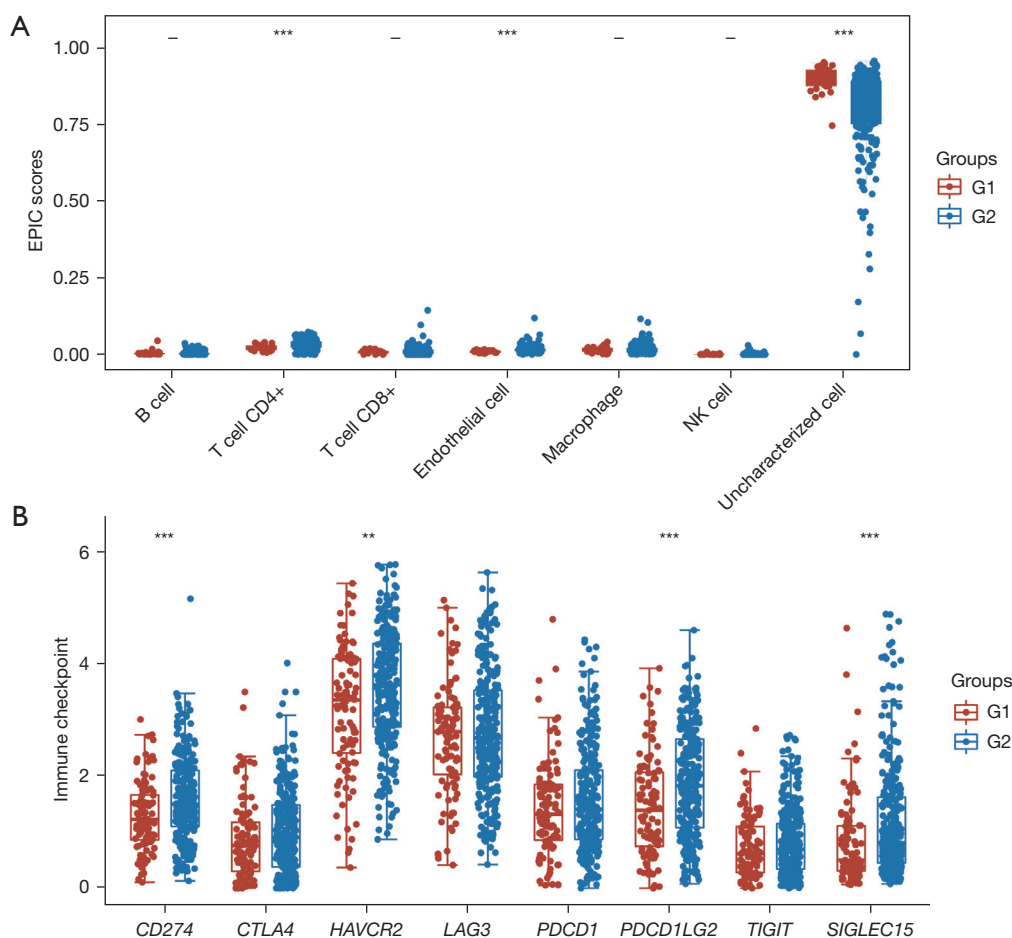 A
– *** – *** – – ***
1.00
0.75
0.50
0.25
0.00
EPIC scores
B cell
T cell CD4+
T cell CD8+
Endothelial cell
Macrophage
NK cell
Uncharacterized cell
Groups
G1
G2
B
*** ** *** ***
6
4
2
0
Immune checkpoint
CD274 CTLA4 HAVCR2 LAG3 PDCD1 PDCD1LG2 TIGIT SIGLEC15
Groups
G1
G2